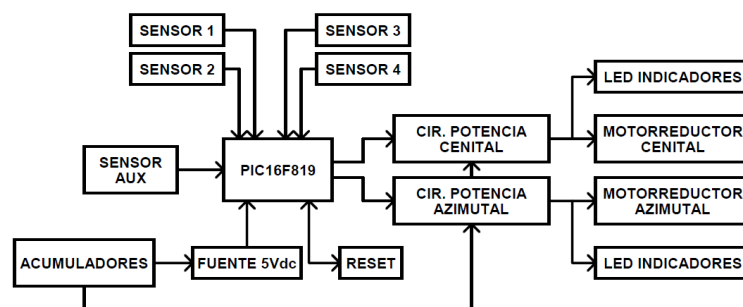 SENSOR 1
SENSOR 3
SENSOR 2
SENSOR 4
LED INDICADORES
CIR. POTENCIA
CENITAL
MOTORREDUCTOR
CENITAL
SENSOR
AUX
PIC16F819
CIR. POTENCIA
AZIMUTAL
MOTORREDUCTOR
AZIMUTAL
ACUMULADORES
FUENTE 5Vdc
RESET
LED INDICADORES